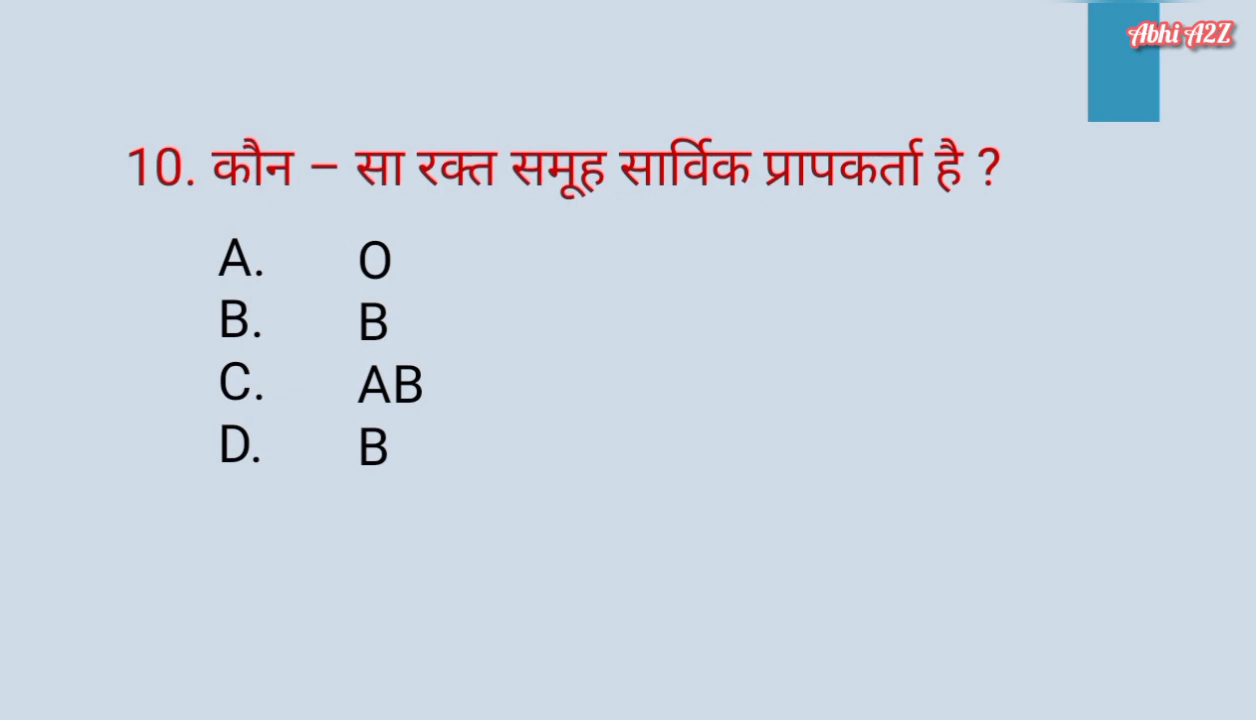 Abhi A2Z
10. कौन – सा रक्त समूह सार्विक प्रापकर्ता है ?
A. O
B. B
C. AB
D. B